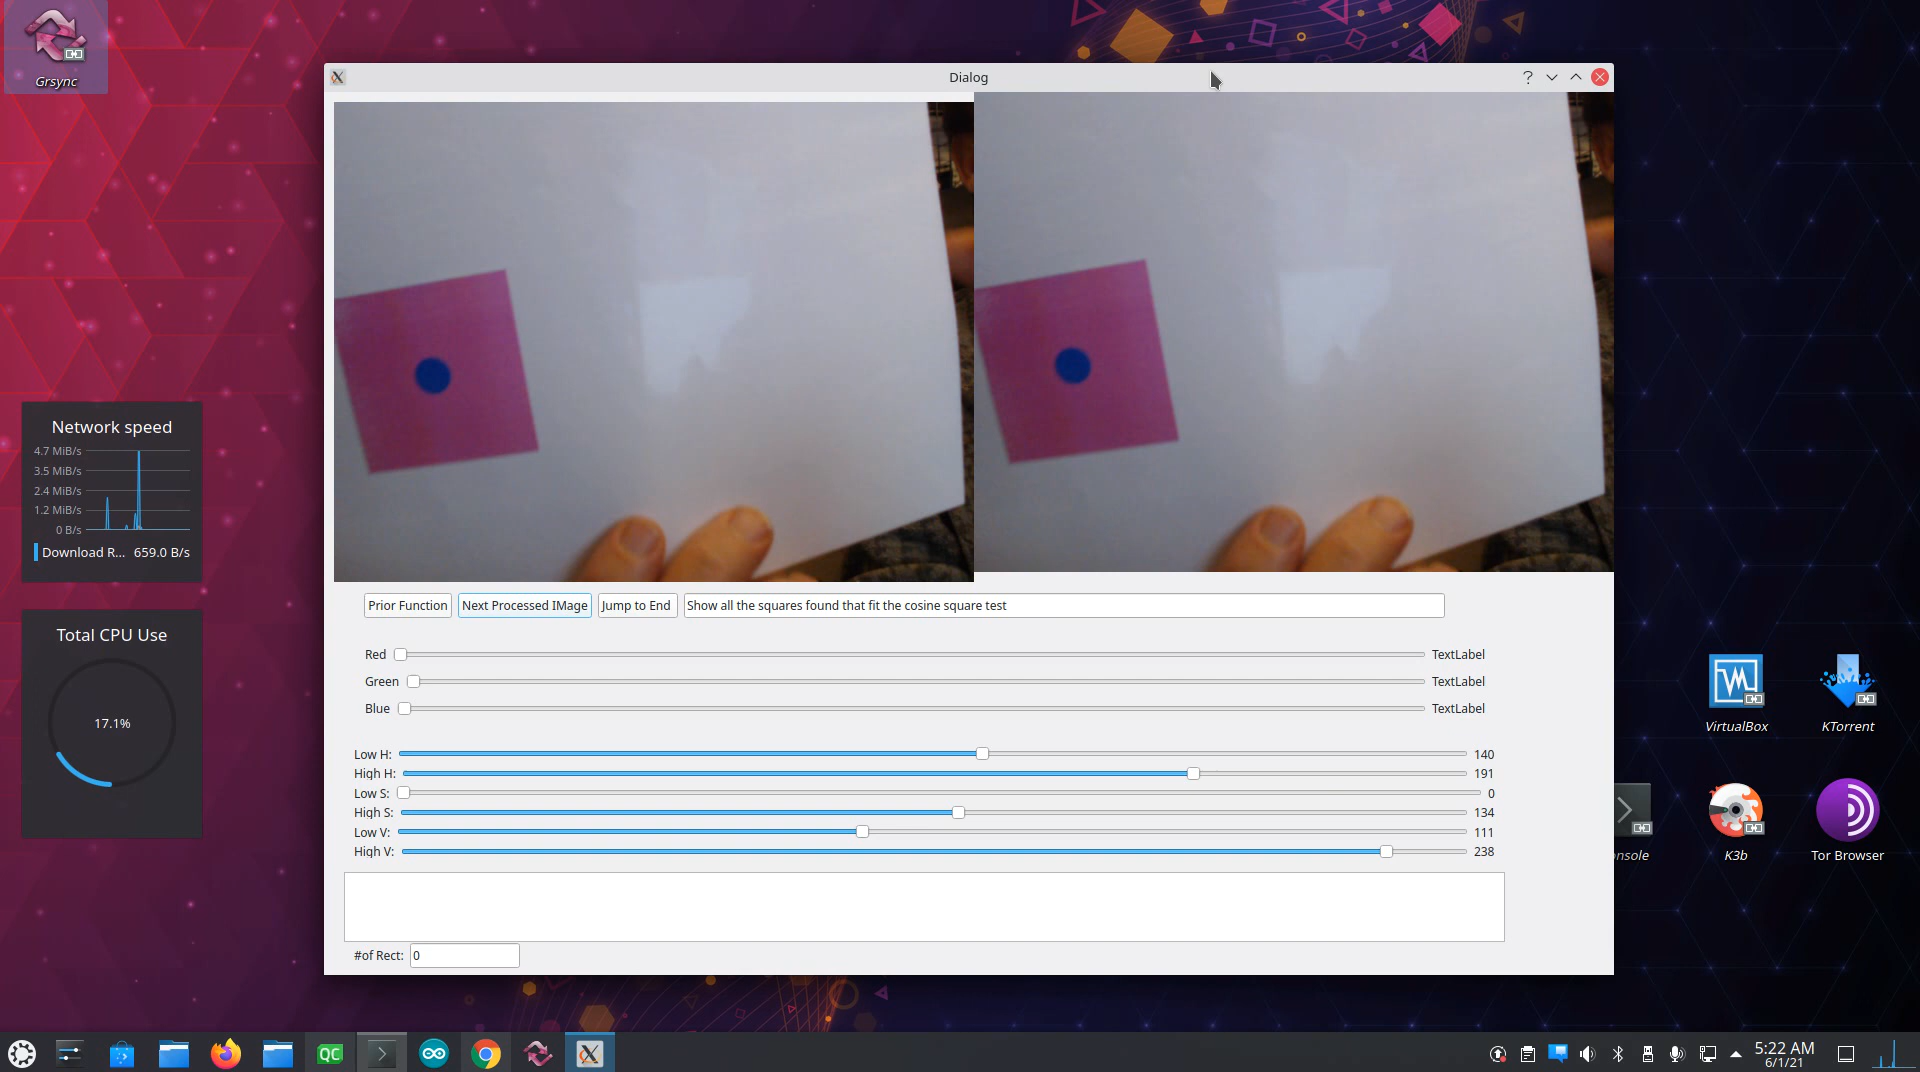 Grsync
Dialog
Network speed
4.7 MiB/s
3.5 MiB/s
2.4 MiB/s
1.2 MiB/s
0 B/s
Download R... 659.0 B/s
Total CPU Use
17.1%
Prior Function
Next Processed IMage
Jump to End
Show all the squares found that fit the cosine square test
Red TextLabel
Green TextLabel
Blue TextLabel
Low H: 140
High H: 191
Low S: 0
High S: 134
Low V: 111
High V: 238
#of Rect: 0
VirtualBox
KTorrent
nsole
K3b
Tor Browser
QC
5:22 AM
6/1/21